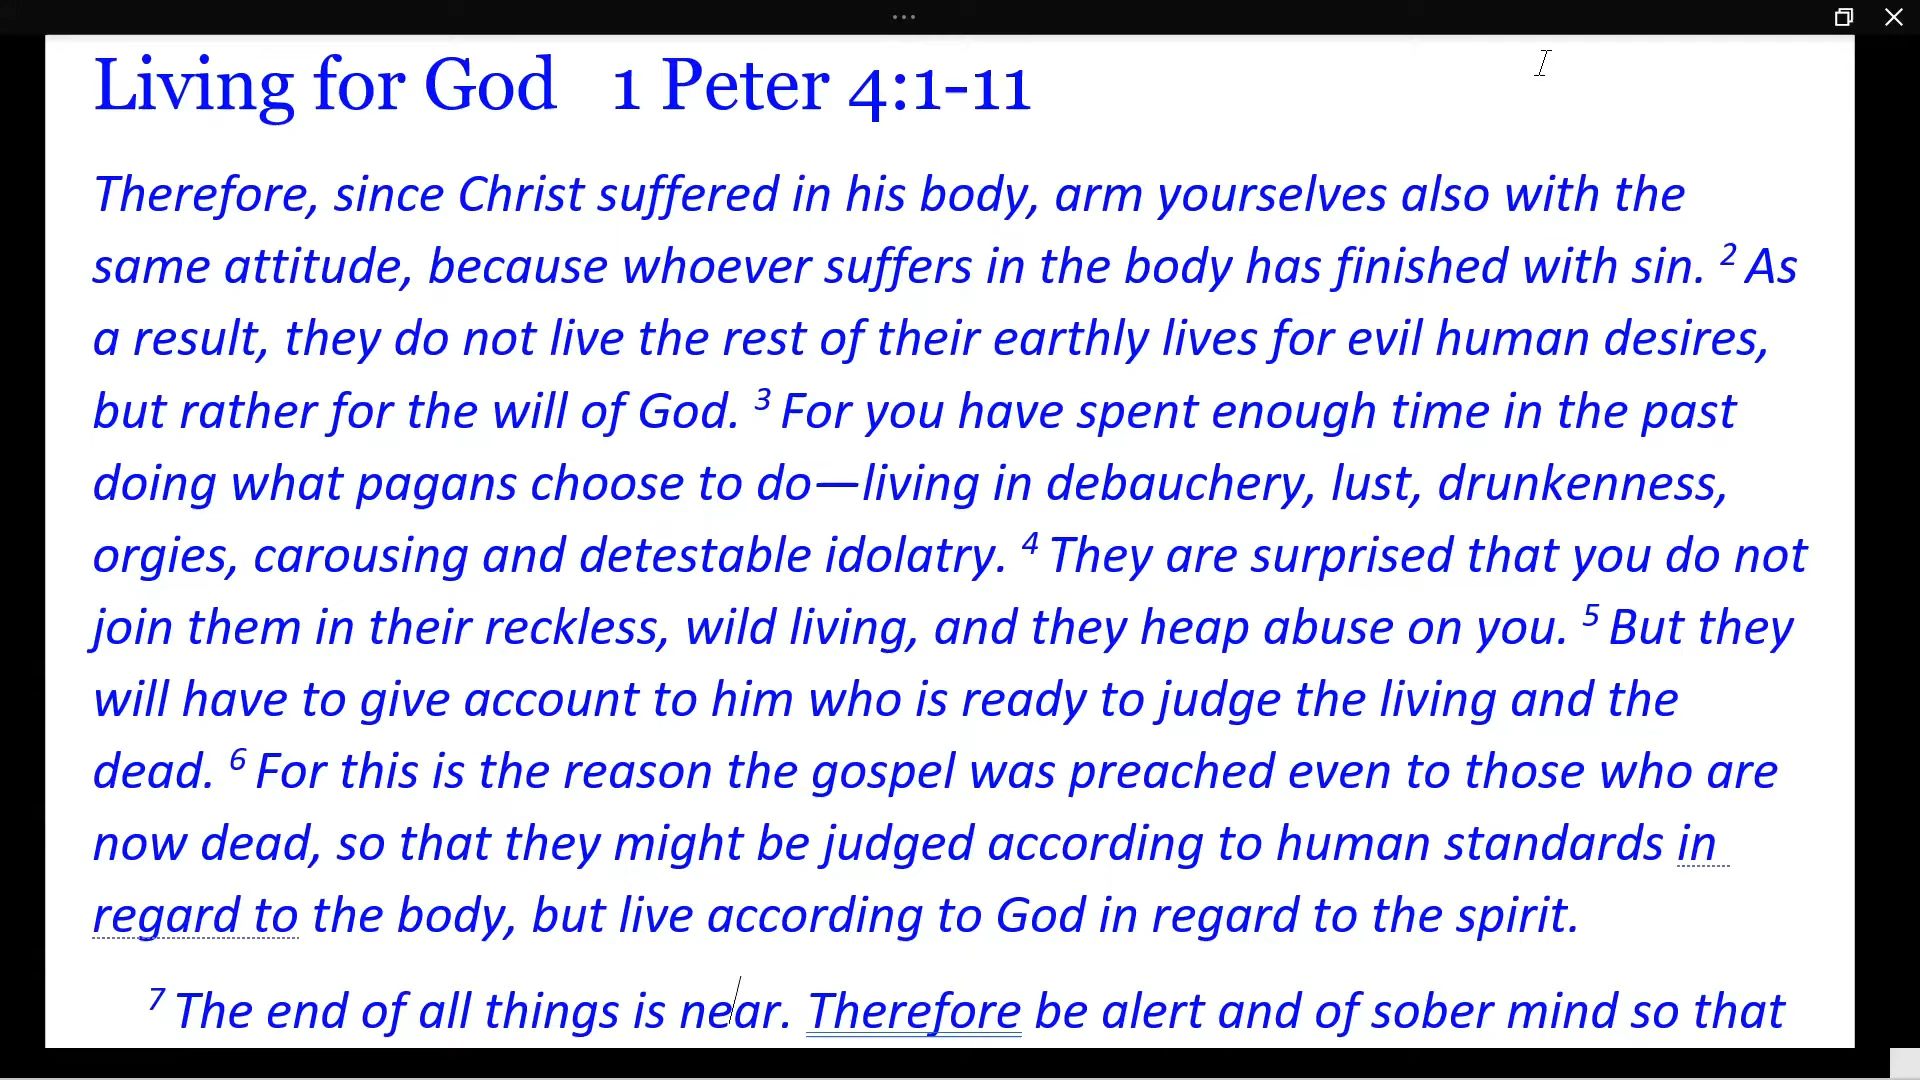 Living for God 1 Peter 4:1-11
Therefore, since Christ suffered in his body, arm yourselves also with the
same attitude, because whoever suffers in the body has finished with sin. 2 As
a result, they do not live the rest of their earthly lives for evil human desires,
but rather for the will of God. 3 For you have spent enough time in the past
doing what pagans choose to do—living in debauchery, lust, drunkenness,
orgies, carousing and detestable idolatry. 4 They are surprised that you do not
join them in their reckless, wild living, and they heap abuse on you. 5 But they
will have to give account to him who is ready to judge the living and the
dead. 6 For this is the reason the gospel was preached even to those who are
now dead, so that they might be judged according to human standards in
regard to the body, but live according to God in regard to the spirit.
7 The end of all things is near. Therefore be alert and of sober mind so that